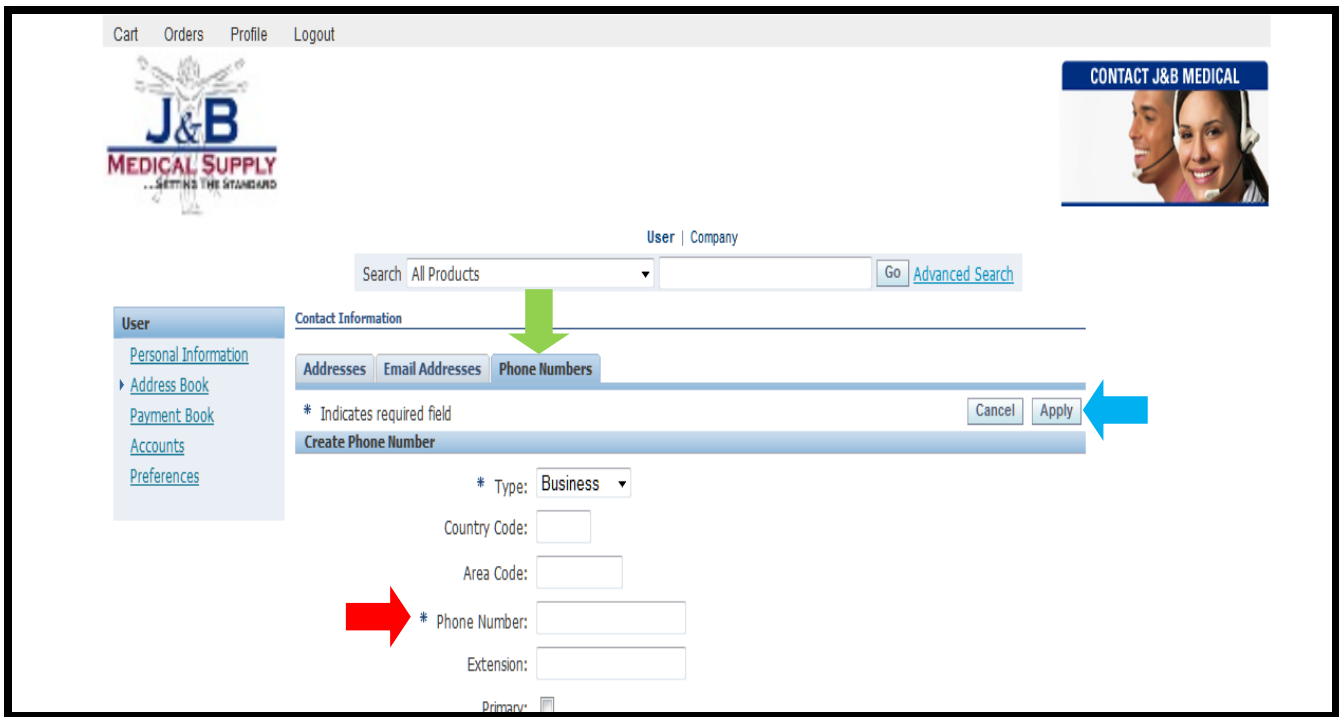 Cart Orders Profile Logout
J&B
MEDICAL SUPPLY
...SETTING THE STANDARD
CONTACT J&B MEDICAL
User | Company
Search All Products Go Advanced Search
User
Personal Information
Address Book
Payment Book
Accounts
Preferences
Contact Information
Addresses Email Addresses Phone Numbers
* Indicates required field Cancel Apply
Create Phone Number
* Type: Business
Country Code:
Area Code:
* Phone Number:
Extension:
Primary: